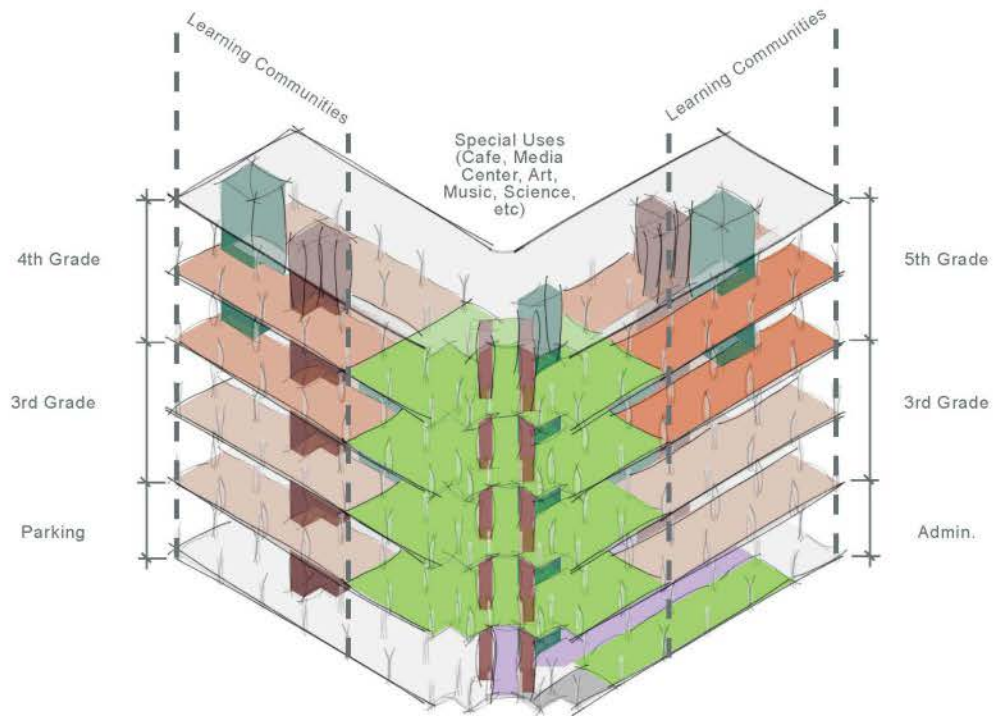 Learning Communities
Learning Communities
Special Uses
(Cafe, Media
Center, Art,
Music, Science,
etc)
4th Grade
5th Grade
3rd Grade
3rd Grade
Parking
Admin.